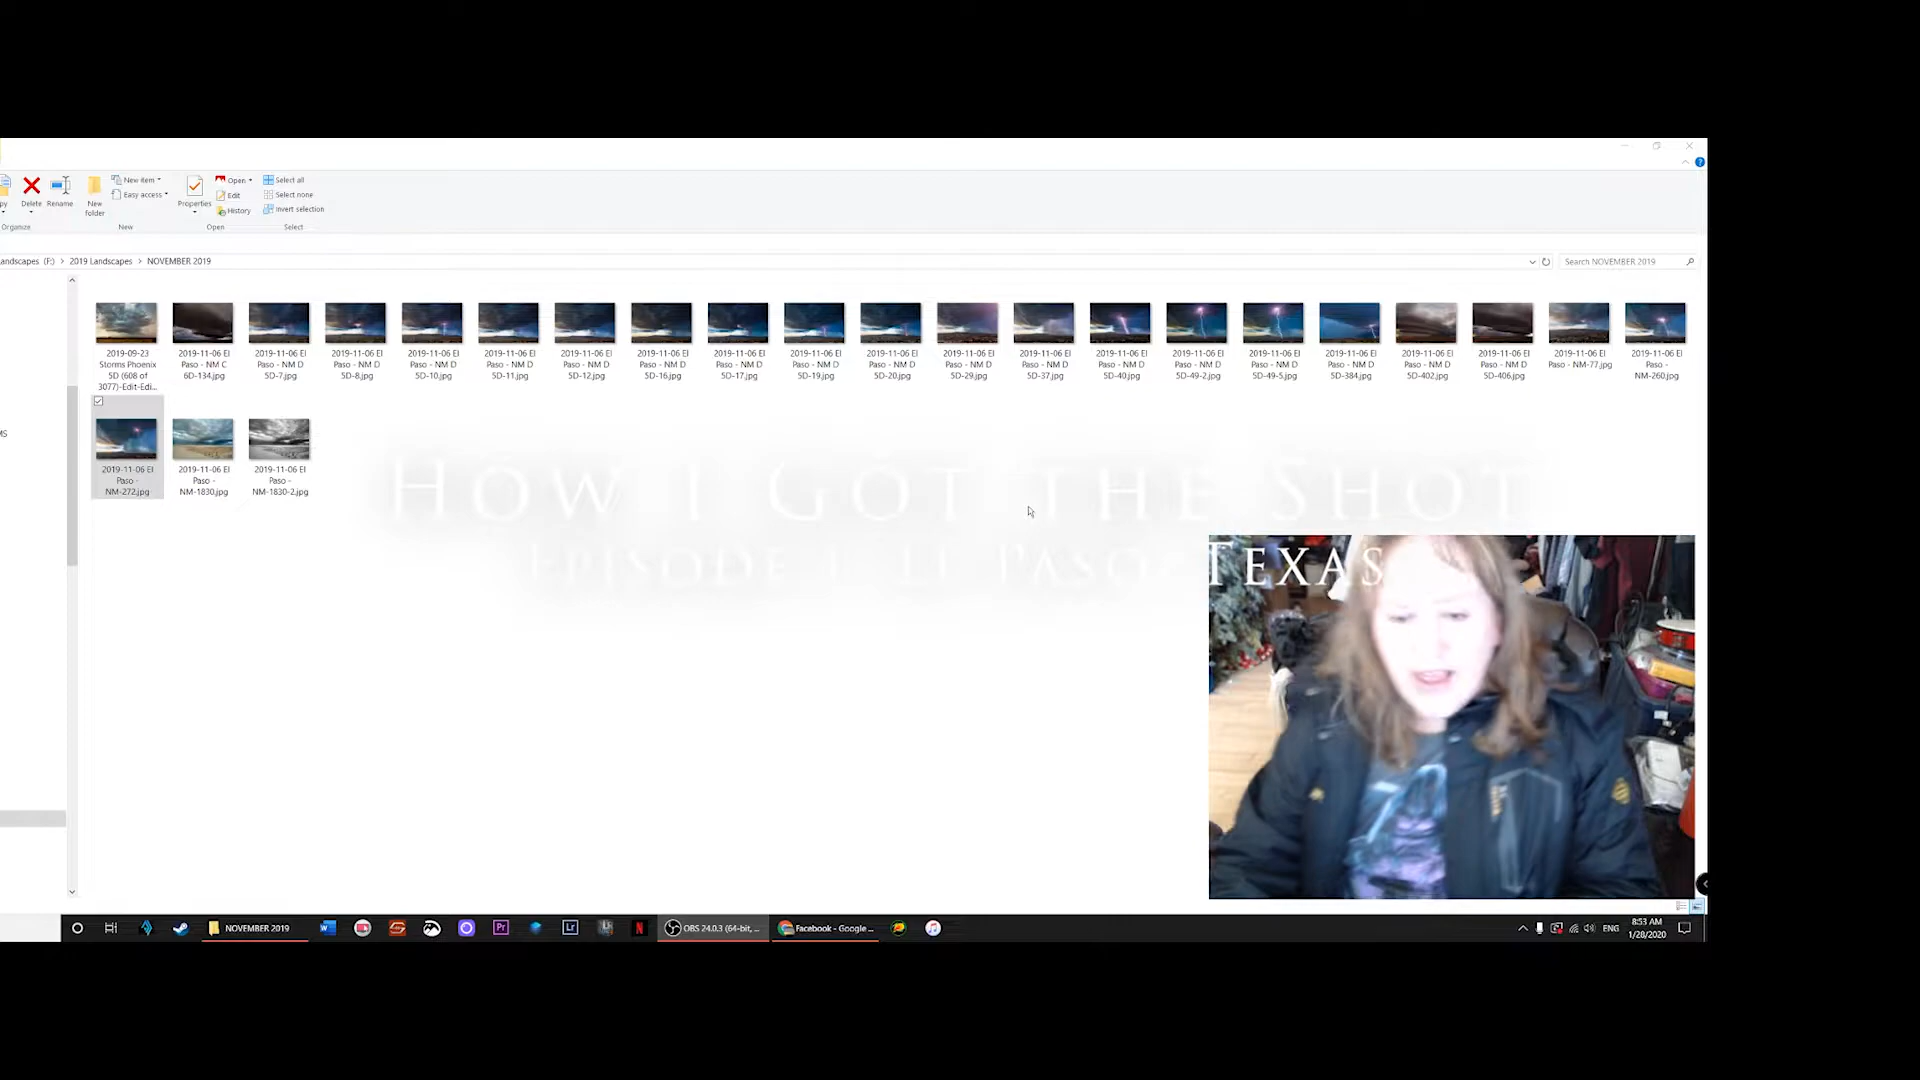 New item
Open
Select all
Easy access
Edit
Select none
Delete
Rename
New
folder
Properties
History
Invert selection
Organize
New
Open
Select
(F:) > 2019 Landscapes > NOVEMBER 2019
Search NOVEMBER 2019
2019-09-23
Storms Phoenix
5D (608 of
3077)-Edit-Edi...
2019-11-06 El
Paso - NM C
6D-134.jpg
2019-11-06 El
Paso - NM D
5D-7.jpg
2019-11-06 El
Paso - NM D
5D-8.jpg
2019-11-06 El
Paso - NM D
5D-10.jpg
2019-11-06 El
Paso - NM D
5D-11.jpg
2019-11-06 El
Paso - NM D
5D-12.jpg
2019-11-06 El
Paso - NM D
5D-16.jpg
2019-11-06 El
Paso - NM D
5D-17.jpg
2019-11-06 El
Paso - NM D
5D-19.jpg
2019-11-06 El
Paso - NM D
5D-20.jpg
2019-11-06 El
Paso - NM D
5D-29.jpg
2019-11-06 El
Paso - NM D
5D-37.jpg
2019-11-06 El
Paso - NM D
5D-40.jpg
2019-11-06 El
Paso - NM D
5D-49-2.jpg
2019-11-06 El
Paso - NM D
5D-49-5.jpg
2019-11-06 El
Paso - NM D
5D-384.jpg
2019-11-06 El
Paso - NM D
5D-402.jpg
2019-11-06 El
Paso - NM D
5D-406.jpg
2019-11-06 El
Paso - NM-77.jpg
2019-11-06 El
Paso -
NM-260.jpg
2019-11-06 El
Paso -
NM-272.jpg
2019-11-06 El
Paso -
NM-1830.jpg
2019-11-06 El
Paso -
NM-1830-2.jpg
How I Got the Shot
Episode 1 El Paso Texas
NOVEMBER 2019
Pr
Lr
N
OBS 24.0.3 (64-bit, ...
Facebook - Google ...
ENG
8:53 AM
1/28/2020